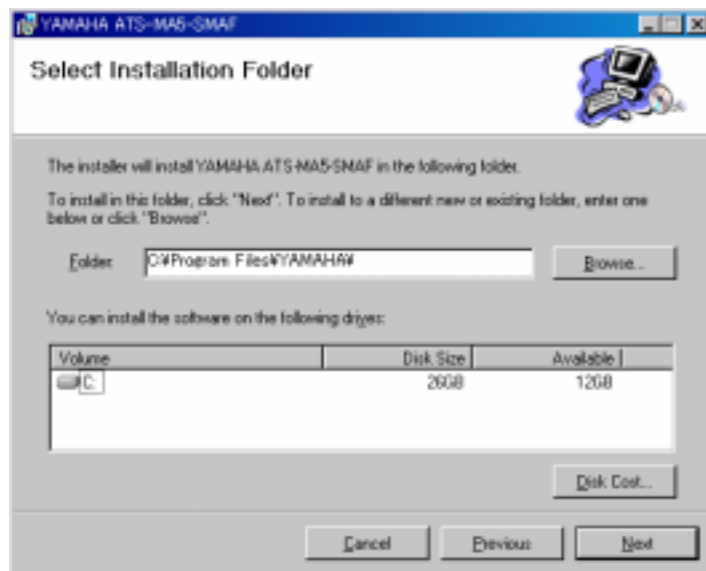 YAMAHA ATS-MA5-SMAF
Select Installation Folder
The installer will install YAMAHA ATS-MA5-SMAF in the following folder.
To install in this folder, click "Next". To install to a different new or existing folder, enter one
below or click "Browse".
Folder: C:¥Program Files¥YAMAHA¥ Browse...
You can install the software on the following drives:
Volume Disk Size Available
C: 26GB 12GB
Disk Cost...
Cancel Previous Next